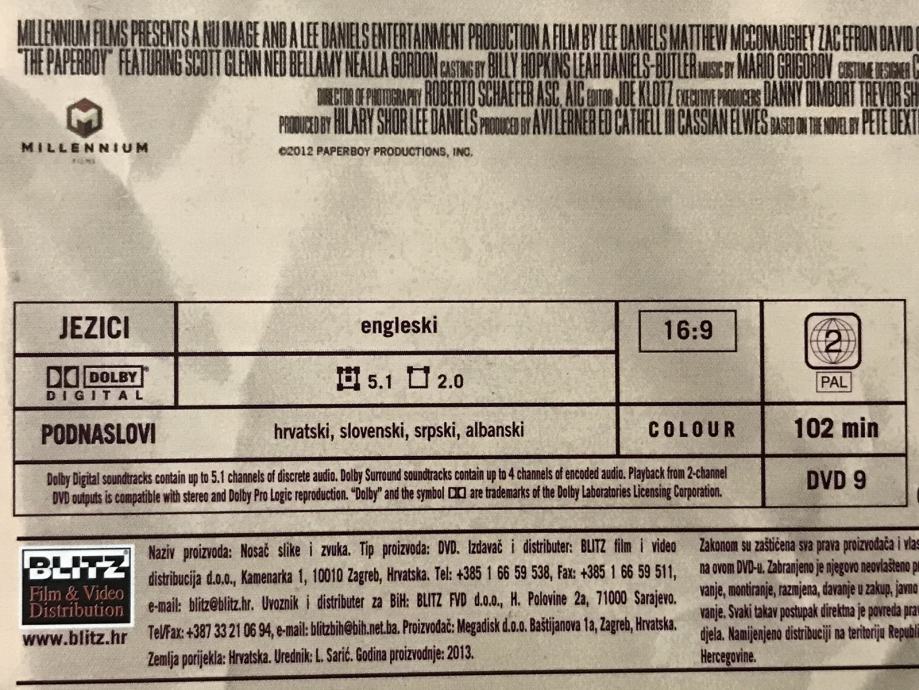 MILLENNIUM FILMS PRESENTS A NU IMAGE AND A LEE DANIELS ENTERTAINMENT PRODUCTION A FILM BY LEE DANIELS MATTHEW MCCONAUGHEY ZAC EFRON DAVID
"THE PAPERBOY" FEATURING SCOTT GLENN NED BELLAMY NEALLA GORDON CASTING BY BILLY HOPKINS LEAH DANIELS-BUTLER MUSIC BY MARIO GRIGOROV COSTUME DESIGNER
DIRECTOR OF PHOTOGRAPHY ROBERTO SCHAEFER ASC, AIC EDITOR JOE KLOTZ EXECUTIVE PRODUCERS DANNY DIMBORT TREVOR
PRODUCED BY HILARY SHOR LEE DANIELS PRODUCED BY AVI LERNER ED CATHELL III CASSIAN ELWES BASED ON THE NOVEL BY PETE
MILLENNIUM
FILMS
©2012 PAPERBOY PRODUCTIONS, INC.
JEZICI
engleski
16:9
2
PAL
DOLBY
DIGITAL
5.1 2.0
PODNASLOVI
hrvatski, slovenski, srpski, albanski
COLOUR
102 min
Dolby Digital soundtracks contain up to 5.1 channels of discrete audio. Dolby Surround soundtracks contain up to 4 channels of encoded audio. Playback from 2-channel
DVD outputs is compatible with stereo and Dolby Pro Logic reproduction. "Dolby" and the symbol are trademarks of the Dolby Laboratories Licensing Corporation.
DVD 9
BLITZ
Film & Video
Distribution
www.blitz.hr
Naziv proizvoda: Nosač slike i zvuka. Tip proizvoda: DVD. Izdavač i distributer: BLITZ film i video
distribucija d.o.o., Kamenarka 1, 10010 Zagreb, Hrvatska. Tel: +385 1 66 59 538, Fax: +385 1 66 59 511,
e-mail: blitz@blitz.hr. Uvoznik i distributer za BiH: BLITZ FVD d.o.o., H. Polovine 2a, 71000 Sarajevo.
Tel/Fax: +387 33 21 06 94, e-mail: blitzbih@bih.net.ba. Proizvođač: Megadisk d.o.o. Baštijanova 1a, Zagreb, Hrvatska.
Zemlja porijekla: Hrvatska. Urednik: L. Sarić. Godina proizvodnje: 2013.
Zakonom su zaštićena sva prava proizvođača i
na ovom DVD-u. Zabranjeno je njegovo neovlašteno
vanje, montiranje, razmjena, davanje u zakup, javno
vanje. Svaki takav postupak direktna je povreda
djela. Namijenjeno distribuciji na teritoriju
Hercegovine.